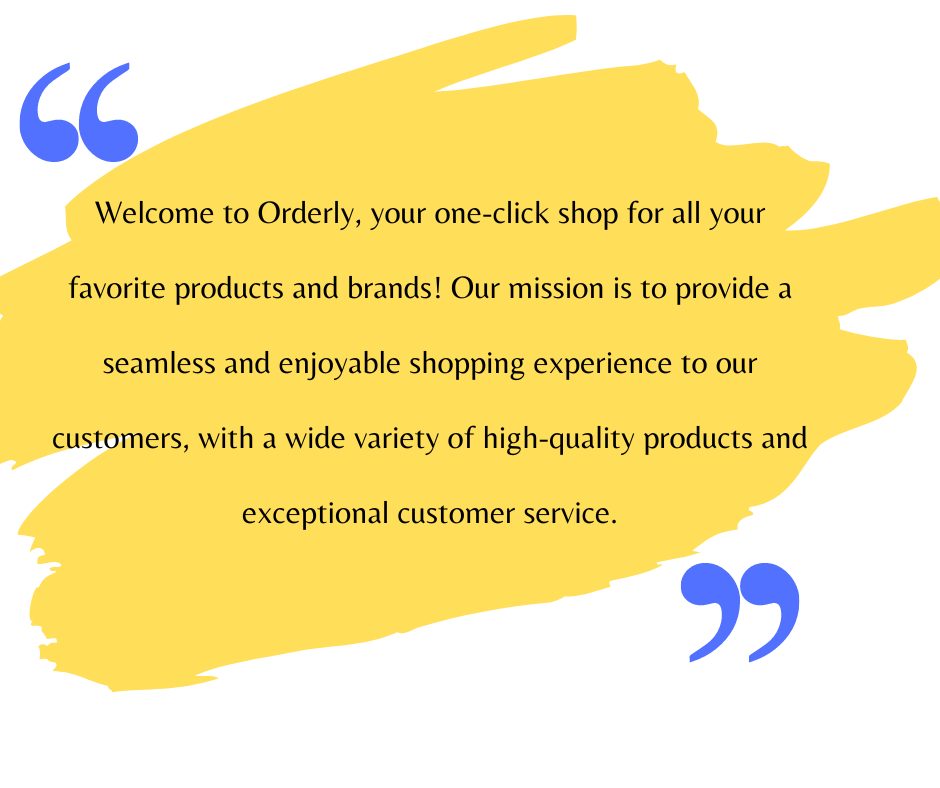 “
Welcome to Orderly, your one-click shop for all your
favorite products and brands! Our mission is to provide a
seamless and enjoyable shopping experience to our
customers, with a wide variety of high-quality products and
exceptional customer service.
”